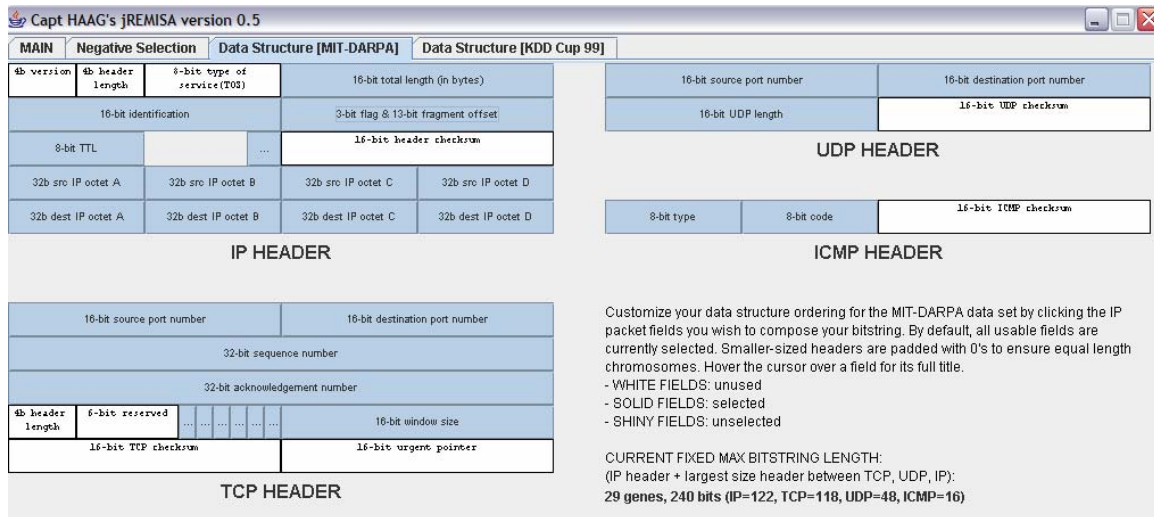 Capt HAAG's jREMISA version 0.5
MAIN Negative Selection Data Structure [MIT-DARPA] Data Structure [KDD Cup 99]
4b version 4b header length 8-bit type of service(TOS) 16-bit total length (in bytes)
16-bit identification 3-bit flag & 13-bit fragment offset
8-bit TTL ... 16-bit header checksum
32b src IP octet A 32b src IP octet B 32b src IP octet C 32b src IP octet D
32b dest IP octet A 32b dest IP octet B 32b dest IP octet C 32b dest IP octet D
IP HEADER
16-bit source port number 16-bit destination port number
32-bit sequence number
32-bit acknowledgement number
4b header length 6-bit reserved ... ... ... ... ... ... 16-bit window size
16-bit TCP checksum 16-bit urgent pointer
TCP HEADER
16-bit source port number 16-bit destination port number
16-bit UDP length 16-bit UDP checksum
UDP HEADER
8-bit type 8-bit code 16-bit ICMP checksum
ICMP HEADER
Customize your data structure ordering for the MIT-DARPA data set by clicking the IP
packet fields you wish to compose your bitstring. By default, all usable fields are
currently selected. Smaller-sized headers are padded with 0's to ensure equal length
chromosomes. Hover the cursor over a field for its full title.
- WHITE FIELDS: unused
- SOLID FIELDS: selected
- SHINY FIELDS: unselected
CURRENT FIXED MAX BITSTRING LENGTH:
(IP header + largest size header between TCP, UDP, IP):
29 genes, 240 bits (IP=122, TCP=118, UDP=48, ICMP=16)